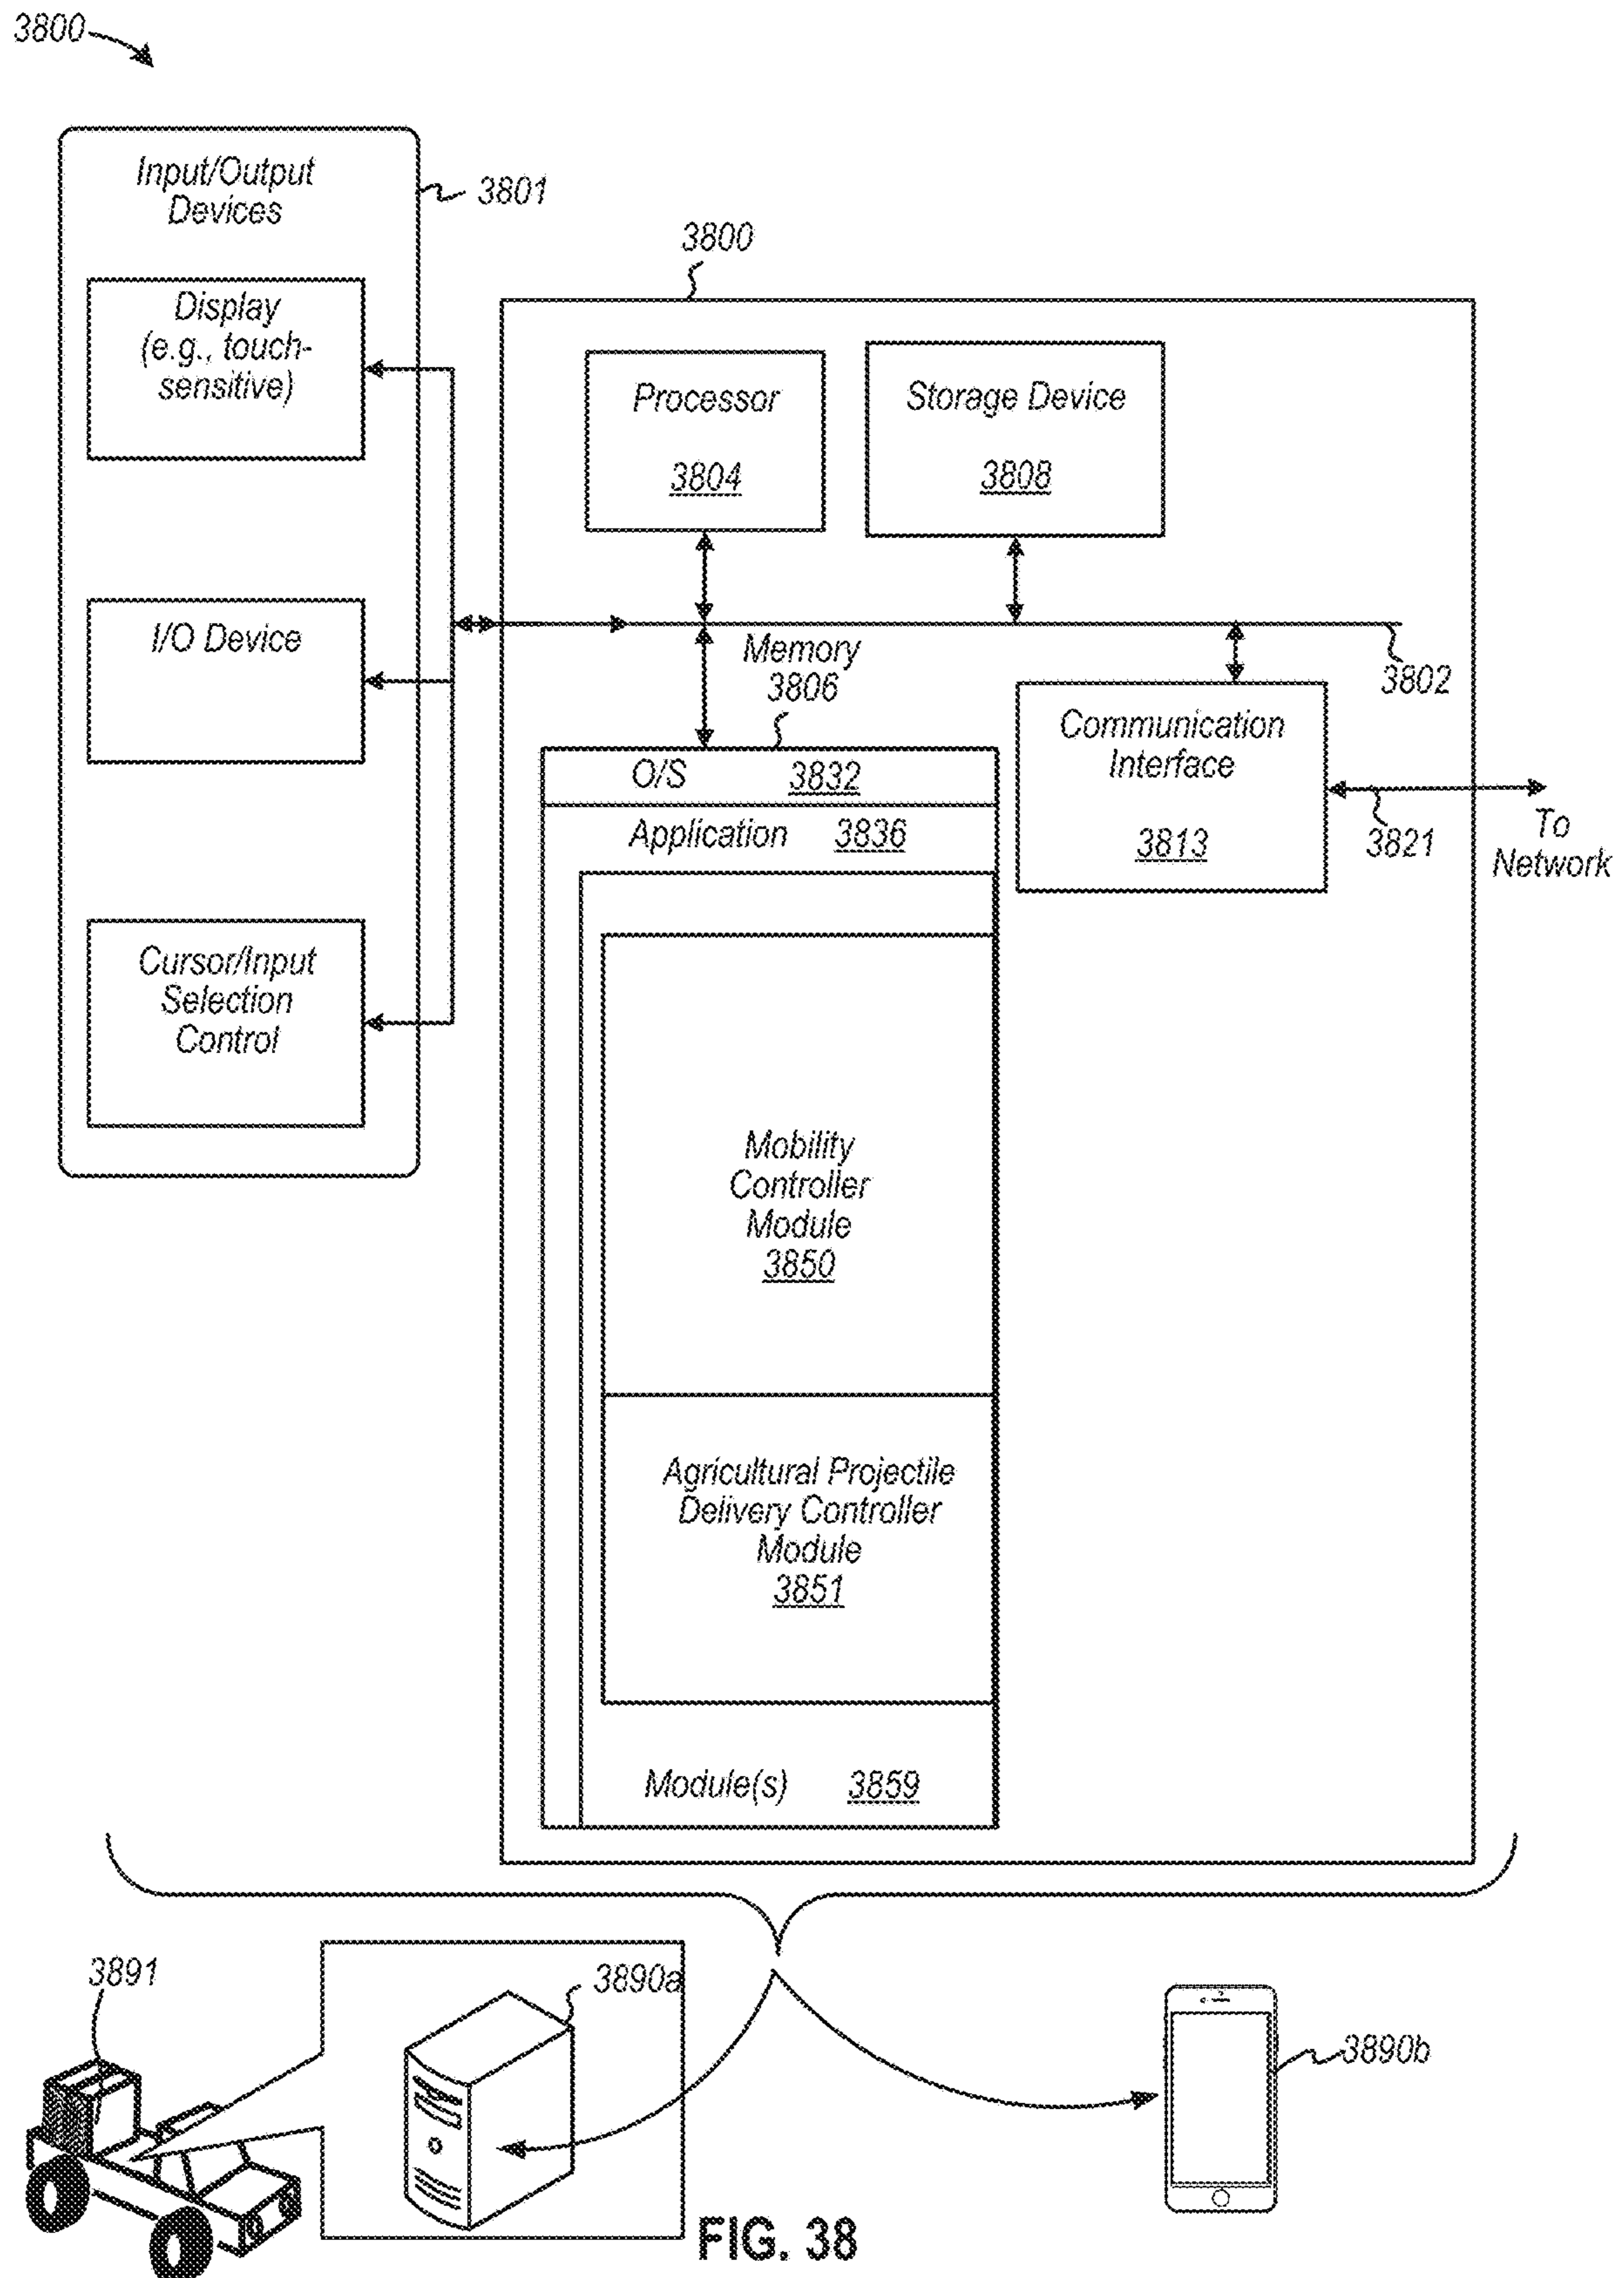 3800
Input/Output
Devices
3801
Display
(e.g., touch-
sensitive)
I/O Device
Cursor/Input
Selection
Control
3800
Processor
3804
Storage Device
3808
Memory
3806
3802
Communication
Interface
3813
3821
To
Network
O/S 3832
Application 3836
Mobility
Controller
Module
3850
Agricultural Projectile
Delivery Controller
Module
3851
Module(s) 3859
3891
3890a
3890b
FIG. 38